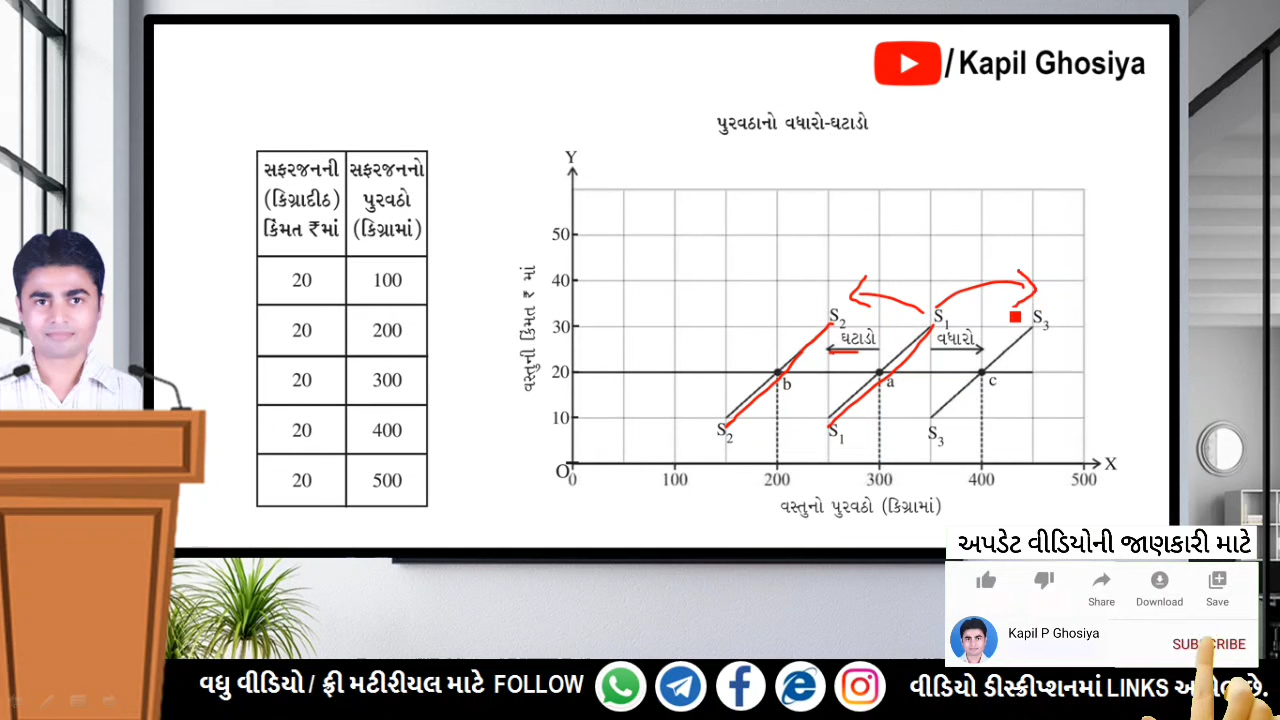 /Kapil Ghosiya
પુરવઠાનો વધારો-ઘટાડો
સફરજનની સફરજનનો
(કિગ્રાદીઠ) પુરવઠો
કિંમત ₹માં (કિગ્રામાં)
20 100
20 200
20 300
20 400
20 500
Y
વસ્તુની કિંમત ₹ માં
50
40
30
20
10
O
0 100 200 300 400 500
X
વસ્તુનો પુરવઠો (કિગ્રામાં)
S2 S1 S3
ઘટાડો વધારો
b a c
S2 S1 S3
અપડેટ વીડિયોની જાણકારી માટે
Share Download Save
Kapil P Ghosiya
SUBSCRIBE
વધુ વીડિયો / ફ્રી મટીરીયલ માટે FOLLOW
વીડિયો ડીસ્ક્રીપ્શનમાં LINKS છે.